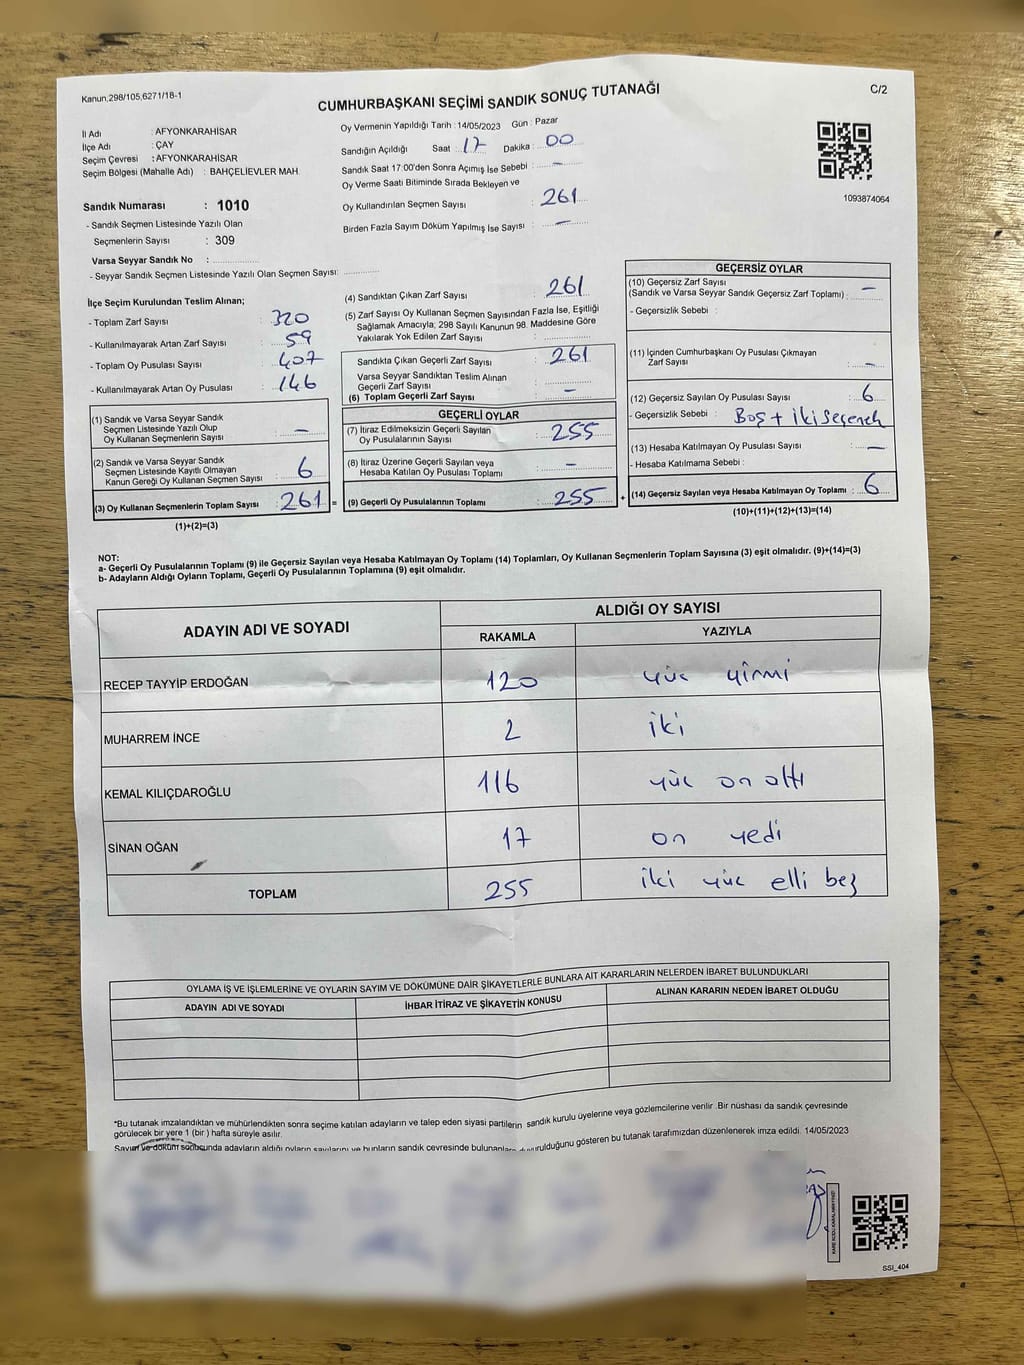 Kanun,298/105,6271/18-1
C/2
CUMHURBAŞKANI SEÇİMİ SANDIK SONUÇ TUTANAĞI
İl Adı : AFYONKARAHİSAR
İlçe Adı : ÇAY
Seçim Çevresi : AFYONKARAHİSAR
Seçim Bölgesi (Mahalle Adı) : BAHÇELİEVLER MAH.
Sandık Numarası : 1010
- Sandık Seçmen Listesinde Yazılı Olan
Seçmenlerin Sayısı : 309
Varsa Seyyar Sandık No :
- Seyyar Sandık Seçmen Listesinde Yazılı Olan Seçmen Sayısı:
Oy Vermenin Yapıldığı Tarih : 14/05/2023 Gün : Pazar
Sandığın Açıldığı Saat : 17 Dakika : 00
Sandık Saat 17:00'den Sonra Açımış İse Sebebi : -
Oy Verme Saati Bitiminde Sırada Bekleyen ve
Oy Kullandırılan Seçmen Sayısı : 261
Birden Fazla Sayım Döküm Yapılmış İse Sayısı : -
1093874064
İlçe Seçim Kurulundan Teslim Alınan;
- Toplam Zarf Sayısı : 320
- Kullanılmayarak Artan Zarf Sayısı : 59
- Toplam Oy Pusulası Sayısı : 407
- Kullanılmayarak Artan Oy Pusulası : 146
(1) Sandık ve Varsa Seyyar Sandık
Seçmen Listesinde Yazılı Olup
Oy Kullanan Seçmenlerin Sayısı : -
(2) Sandık ve Varsa Seyyar Sandık
Seçmen Listesinde Kayıtlı Olmayan
Kanun Gereği Oy Kullanan Seçmen Sayısı : 6
(3) Oy Kullanan Seçmenlerin Toplam Sayısı : 261 =
(1)+(2)=(3)
(4) Sandıktan Çıkan Zarf Sayısı : 261
(5) Zarf Sayısı Oy Kullanan Seçmen Sayısından Fazla İse, Eşitliği
Sağlamak Amacıyla; 298 Sayılı Kanunun 98. Maddesine Göre
Yakılarak Yok Edilen Zarf Sayısı :
Sandıkta Çıkan Geçerli Zarf Sayısı : 261
Varsa Seyyar Sandıktan Teslim Alınan
Geçerli Zarf Sayısı :
(6) Toplam Geçerli Zarf Sayısı : -
GEÇERLİ OYLAR
(7) İtiraz Edilmeksizin Geçerli Sayılan
Oy Pusulalarının Sayısı : 255
(8) İtiraz Üzerine Geçerli Sayılan veya
Hesaba Katılan Oy Pusulası Toplamı : -
(9) Geçerli Oy Pusulalarının Toplamı : 255 +
GEÇERSİZ OYLAR
(10) Geçersiz Zarf Sayısı
(Sandık ve Varsa Seyyar Sandık Geçersiz Zarf Toplamı) : -
- Geçersizlik Sebebi :
(11) İçinden Cumhurbaşkanı Oy Pusulası Çıkmayan
Zarf Sayısı : -
(12) Geçersiz Sayılan Oy Pusulası Sayısı : 6
- Geçersizlik Sebebi : Boş + iki seçenek
(13) Hesaba Katılmayan Oy Pusulası Sayısı : -
- Hesaba Katılmama Sebebi :
(14) Geçersiz Sayılan veya Hesaba Katılmayan Oy Toplamı : 6
(10)+(11)+(12)+(13)=(14)
NOT:
a- Geçerli Oy Pusulalarının Toplamı (9) ile Geçersiz Sayılan veya Hesaba Katılmayan Oy Toplamı (14) Toplamları, Oy Kullanan Seçmenlerin Toplam Sayısına (3) eşit olmalıdır. (9)+(14)=(3)
b- Adayların Aldığı Oyların Toplamı, Geçerli Oy Pusulalarının Toplamına (9) eşit olmalıdır.
ADAYIN ADI VE SOYADI ALDIĞI OY SAYISI
RAKAMLA YAZIYLA
RECEP TAYYİP ERDOĞAN 120 yüz yirmi
MUHARREM İNCE 2 iki
KEMAL KILIÇDAROĞLU 116 yüz on altı
SİNAN OĞAN 17 on yedi
TOPLAM 255 iki yüz elli beş
OYLAMA İŞ VE İŞLEMLERİNE VE OYLARIN SAYIM VE DÖKÜMÜNE DAİR ŞİKAYETLERLE BUNLARA AİT KARARLARIN NELERDEN İBARET BULUNDUKLARI
ADAYIN ADI VE SOYADI İHBAR İTİRAZ VE ŞİKAYETİN KONUSU ALINAN KARARIN NEDEN İBARET OLDUĞU
*Bu tutanak imzalandıktan ve mühürlendikten sonra seçime katılan adayların ve talep eden siyasi partilerin sandık kurulu üyelerine veya gözlemcilerine verilir .Bir nüshası da sandık çevresinde
görülecek bir yere 1 (bir ) hafta süreyle asılır.
Sayım ve döküm sonucunda adayların aldığı oyların sayılarını ve bunların sandık çevresinde bulunanlara duyurulduğunu gösteren bu tutanak tarafımızdan düzenlenerek imza edildi. 14/05/2023
SSİ_404